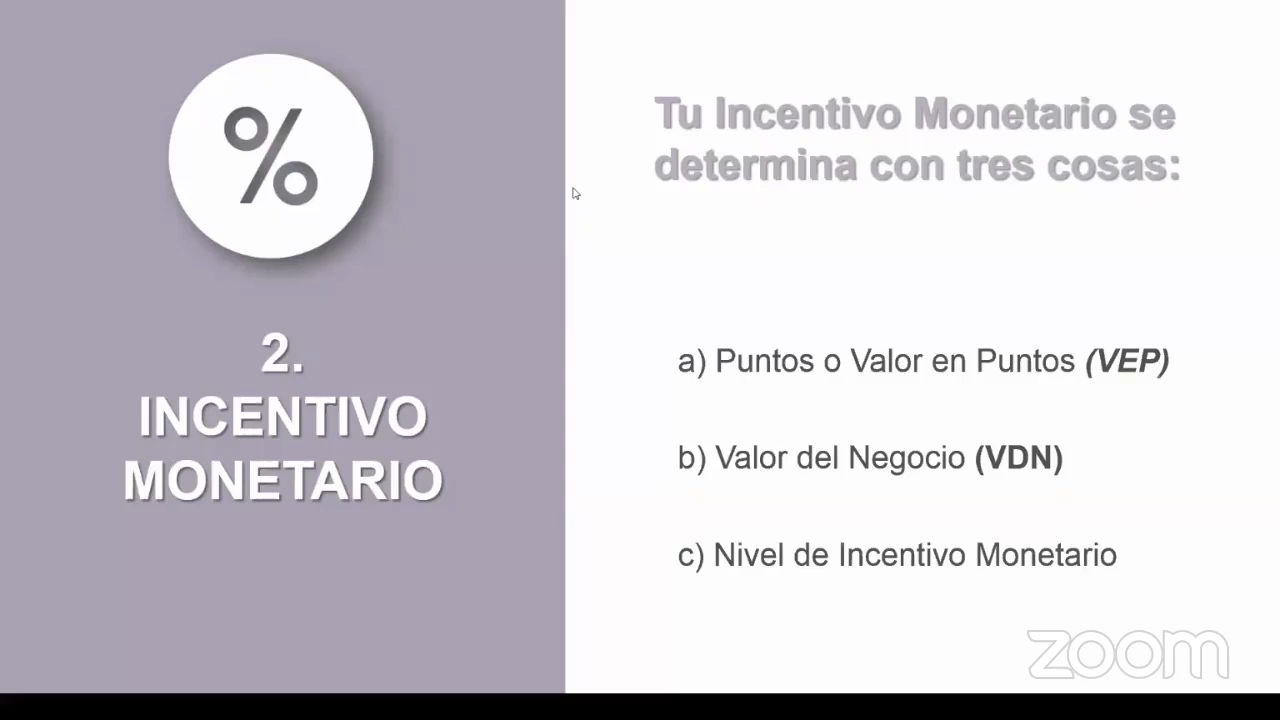 %
2.
INCENTIVO
MONETARIO
Tu Incentivo Monetario se
determina con tres cosas:
a) Puntos o Valor en Puntos (VEP)
b) Valor del Negocio (VDN)
c) Nivel de Incentivo Monetario
zoom